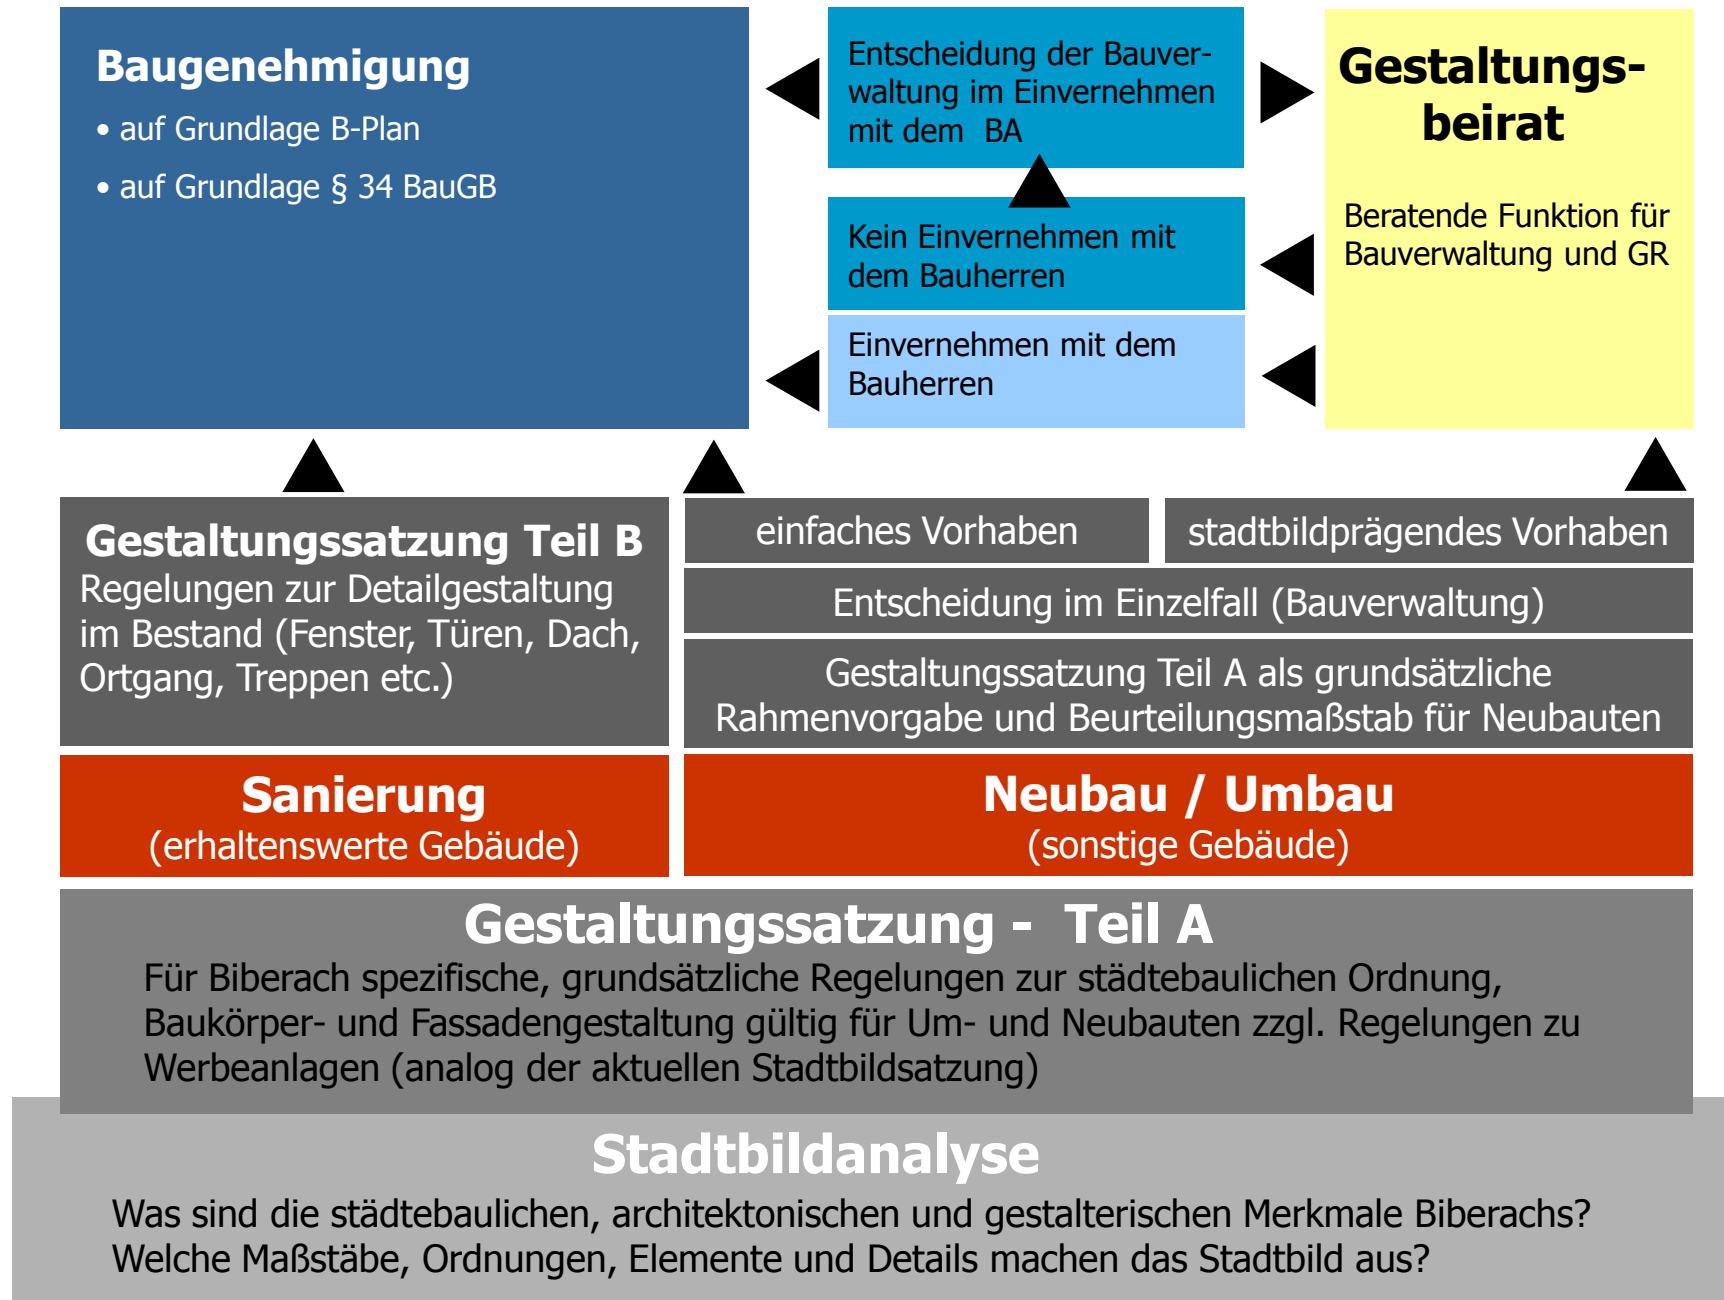 Baugenehmigung
• auf Grundlage B-Plan
• auf Grundlage § 34 BauGB
Entscheidung der Bauver-
waltung im Einvernehmen
mit dem BA
Kein Einvernehmen mit
dem Bauherren
Einvernehmen mit dem
Bauherren
Gestaltungs-
beirat
Beratende Funktion für
Bauverwaltung und GR
Gestaltungssatzung Teil B
Regelungen zur Detailgestaltung
im Bestand (Fenster, Türen, Dach,
Ortgang, Treppen etc.)
einfaches Vorhaben
stadtbildprägendes Vorhaben
Entscheidung im Einzelfall (Bauverwaltung)
Gestaltungssatzung Teil A als grundsätzliche
Rahmenvorgabe und Beurteilungsmaßstab für Neubauten
Sanierung
(erhaltenswerte Gebäude)
Neubau / Umbau
(sonstige Gebäude)
Gestaltungssatzung - Teil A
Für Biberach spezifische, grundsätzliche Regelungen zur städtebaulichen Ordnung,
Baukörper- und Fassadengestaltung gültig für Um- und Neubauten zzgl. Regelungen zu
Werbeanlagen (analog der aktuellen Stadtbildsatzung)
Stadtbildanalyse
Was sind die städtebaulichen, architektonischen und gestalterischen Merkmale Biberachs?
Welche Maßstäbe, Ordnungen, Elemente und Details machen das Stadtbild aus?